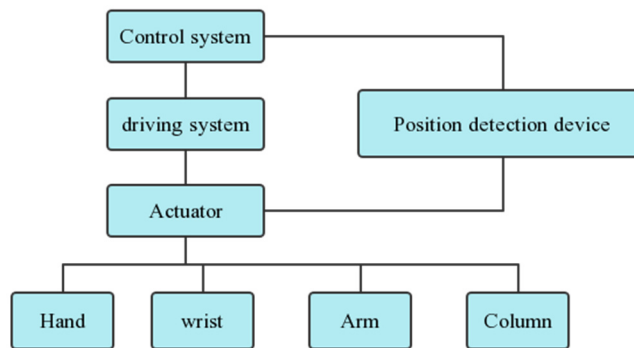 Control system
driving system
Position detection device
Actuator
Hand
wrist
Arm
Column